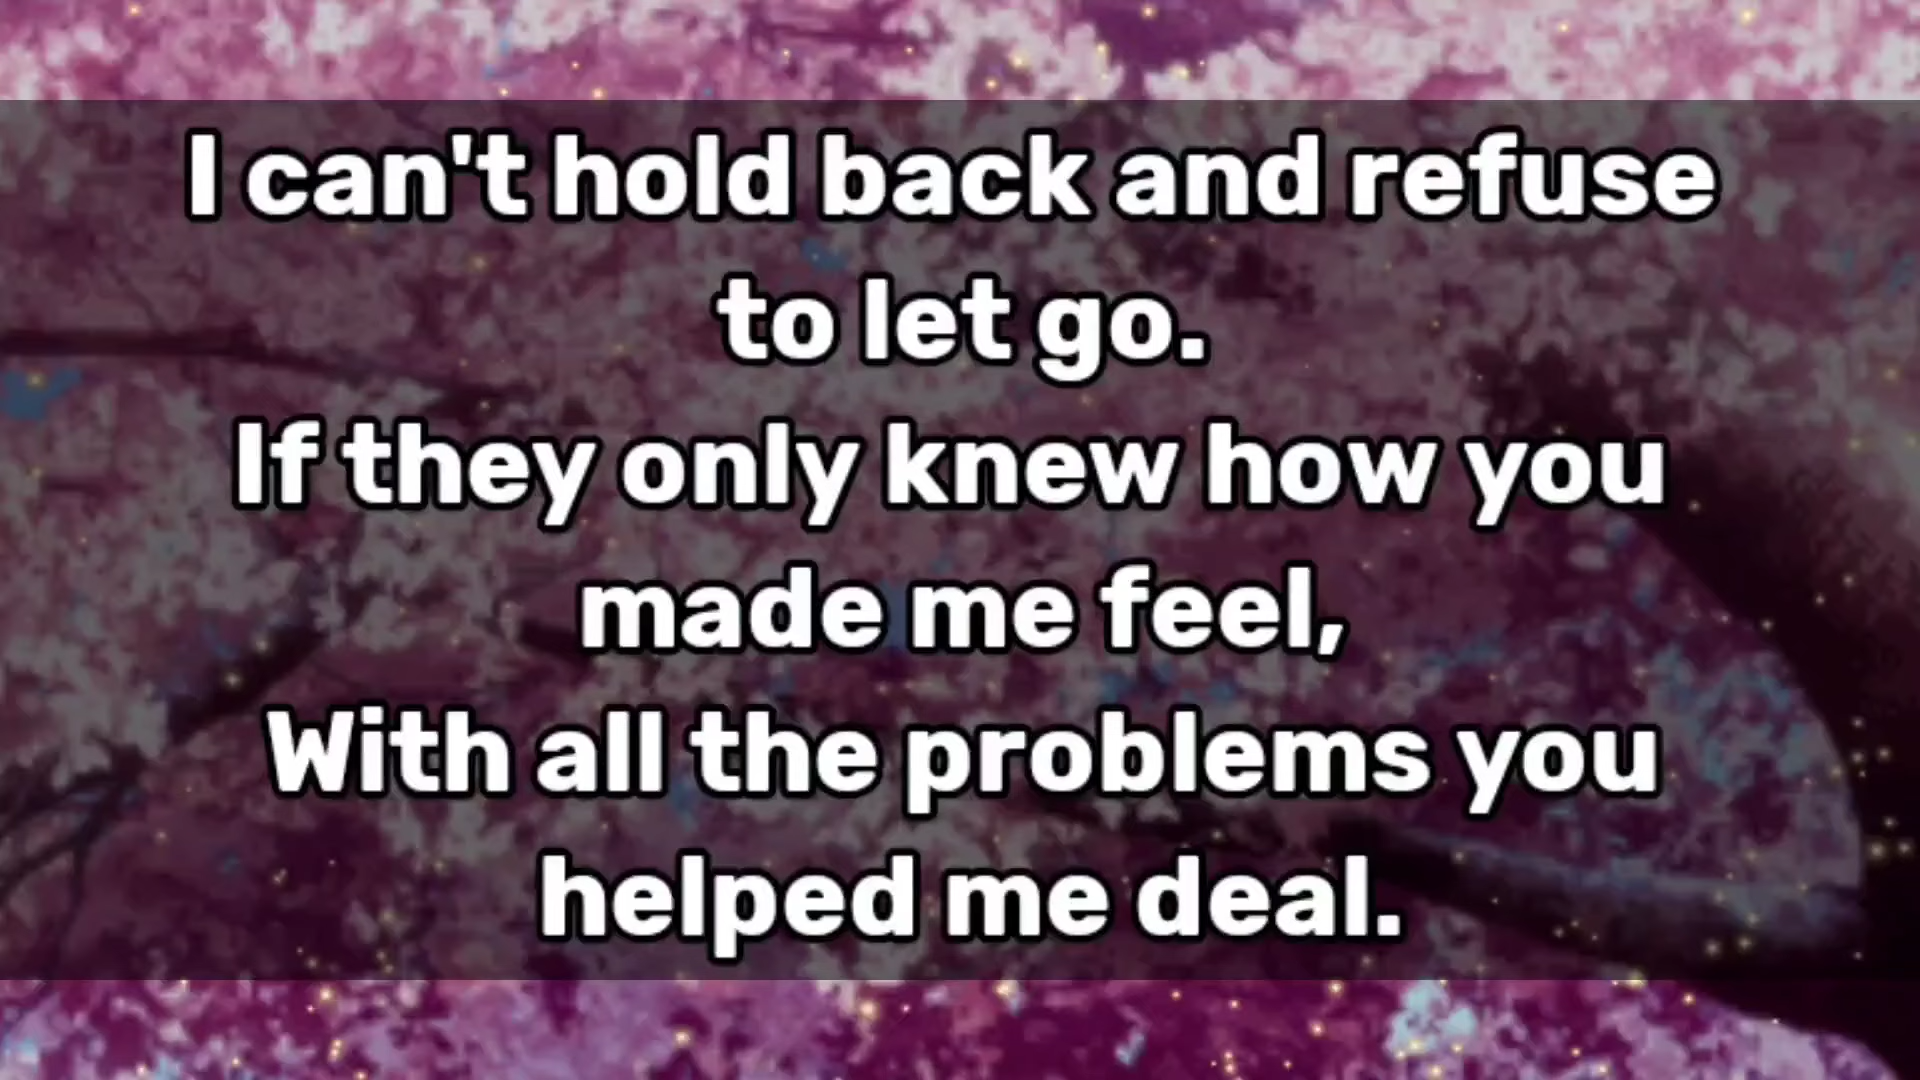 I can't hold back and refuse
to let go.
If they only knew how you
made me feel,
With all the problems you
helped me deal.